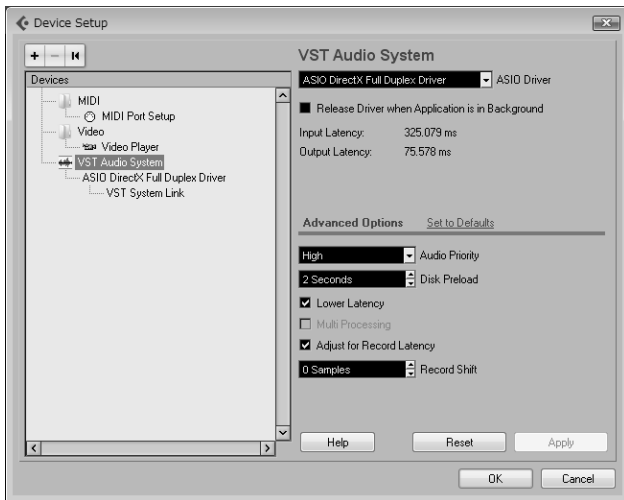 Device Setup
VST Audio System
Devices
MIDI
MIDI Port Setup
Video
Video Player
VST Audio System
ASIO DirectX Full Duplex Driver
VST System Link
ASIO DirectX Full Duplex Driver ASIO Driver
Release Driver when Application is in Background
Input Latency: 325.079 ms
Output Latency: 75.578 ms
Advanced Options Set to Defaults
High Audio Priority
2 Seconds Disk Preload
Lower Latency
Multi Processing
Adjust for Record Latency
0 Samples Record Shift
Help Reset Apply
OK Cancel